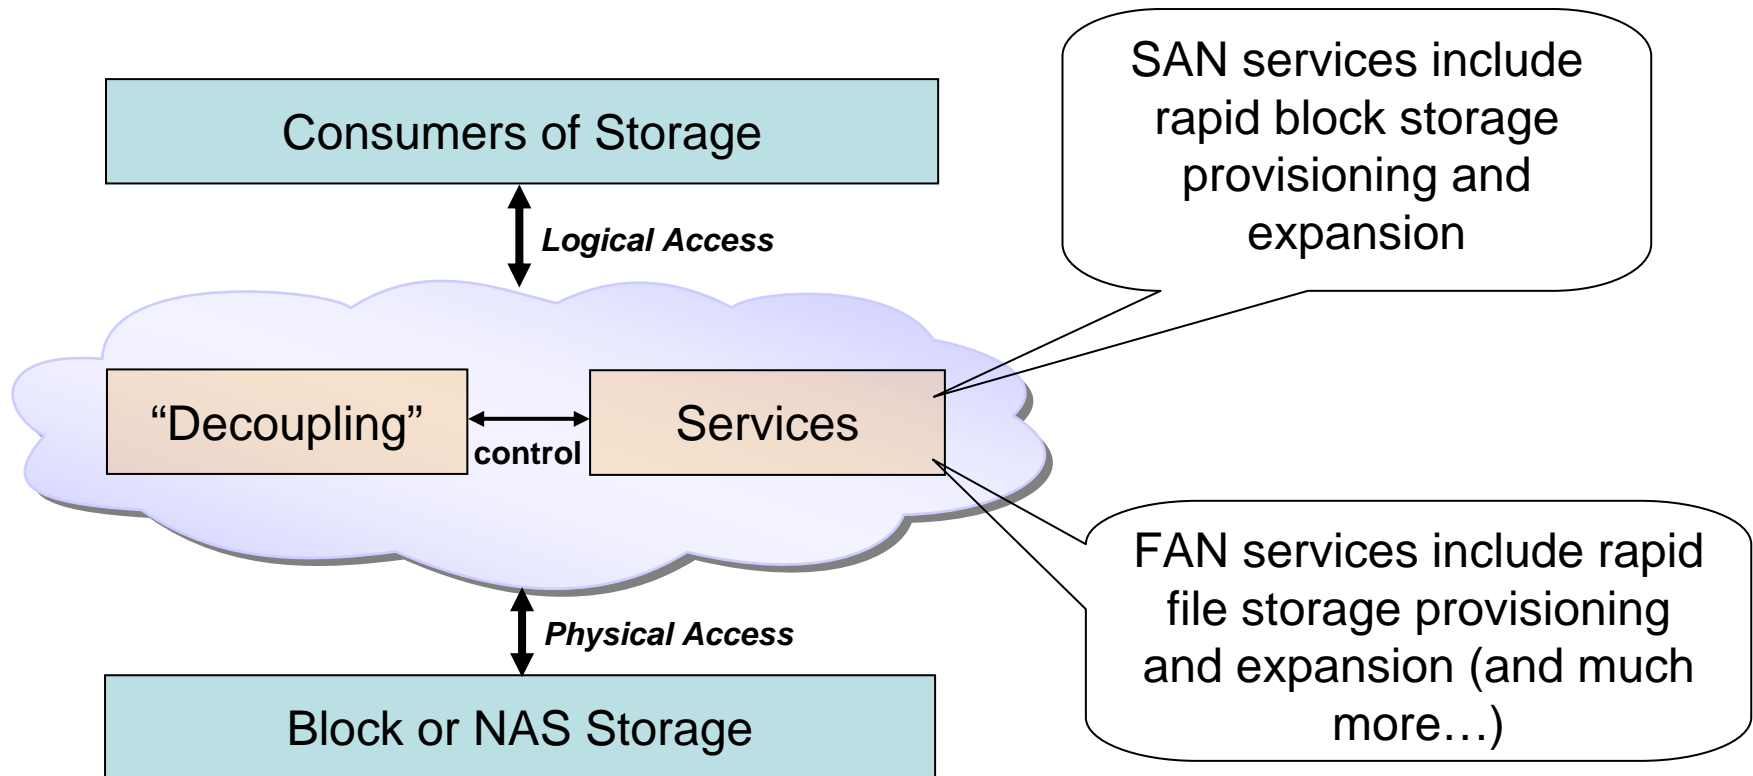 SAN services include
rapid block storage
provisioning and
expansion
Consumers of Storage
Logical Access
“Decoupling”
control
Services
FAN services include rapid
file storage provisioning
and expansion (and much
more…)
Physical Access
Block or NAS Storage